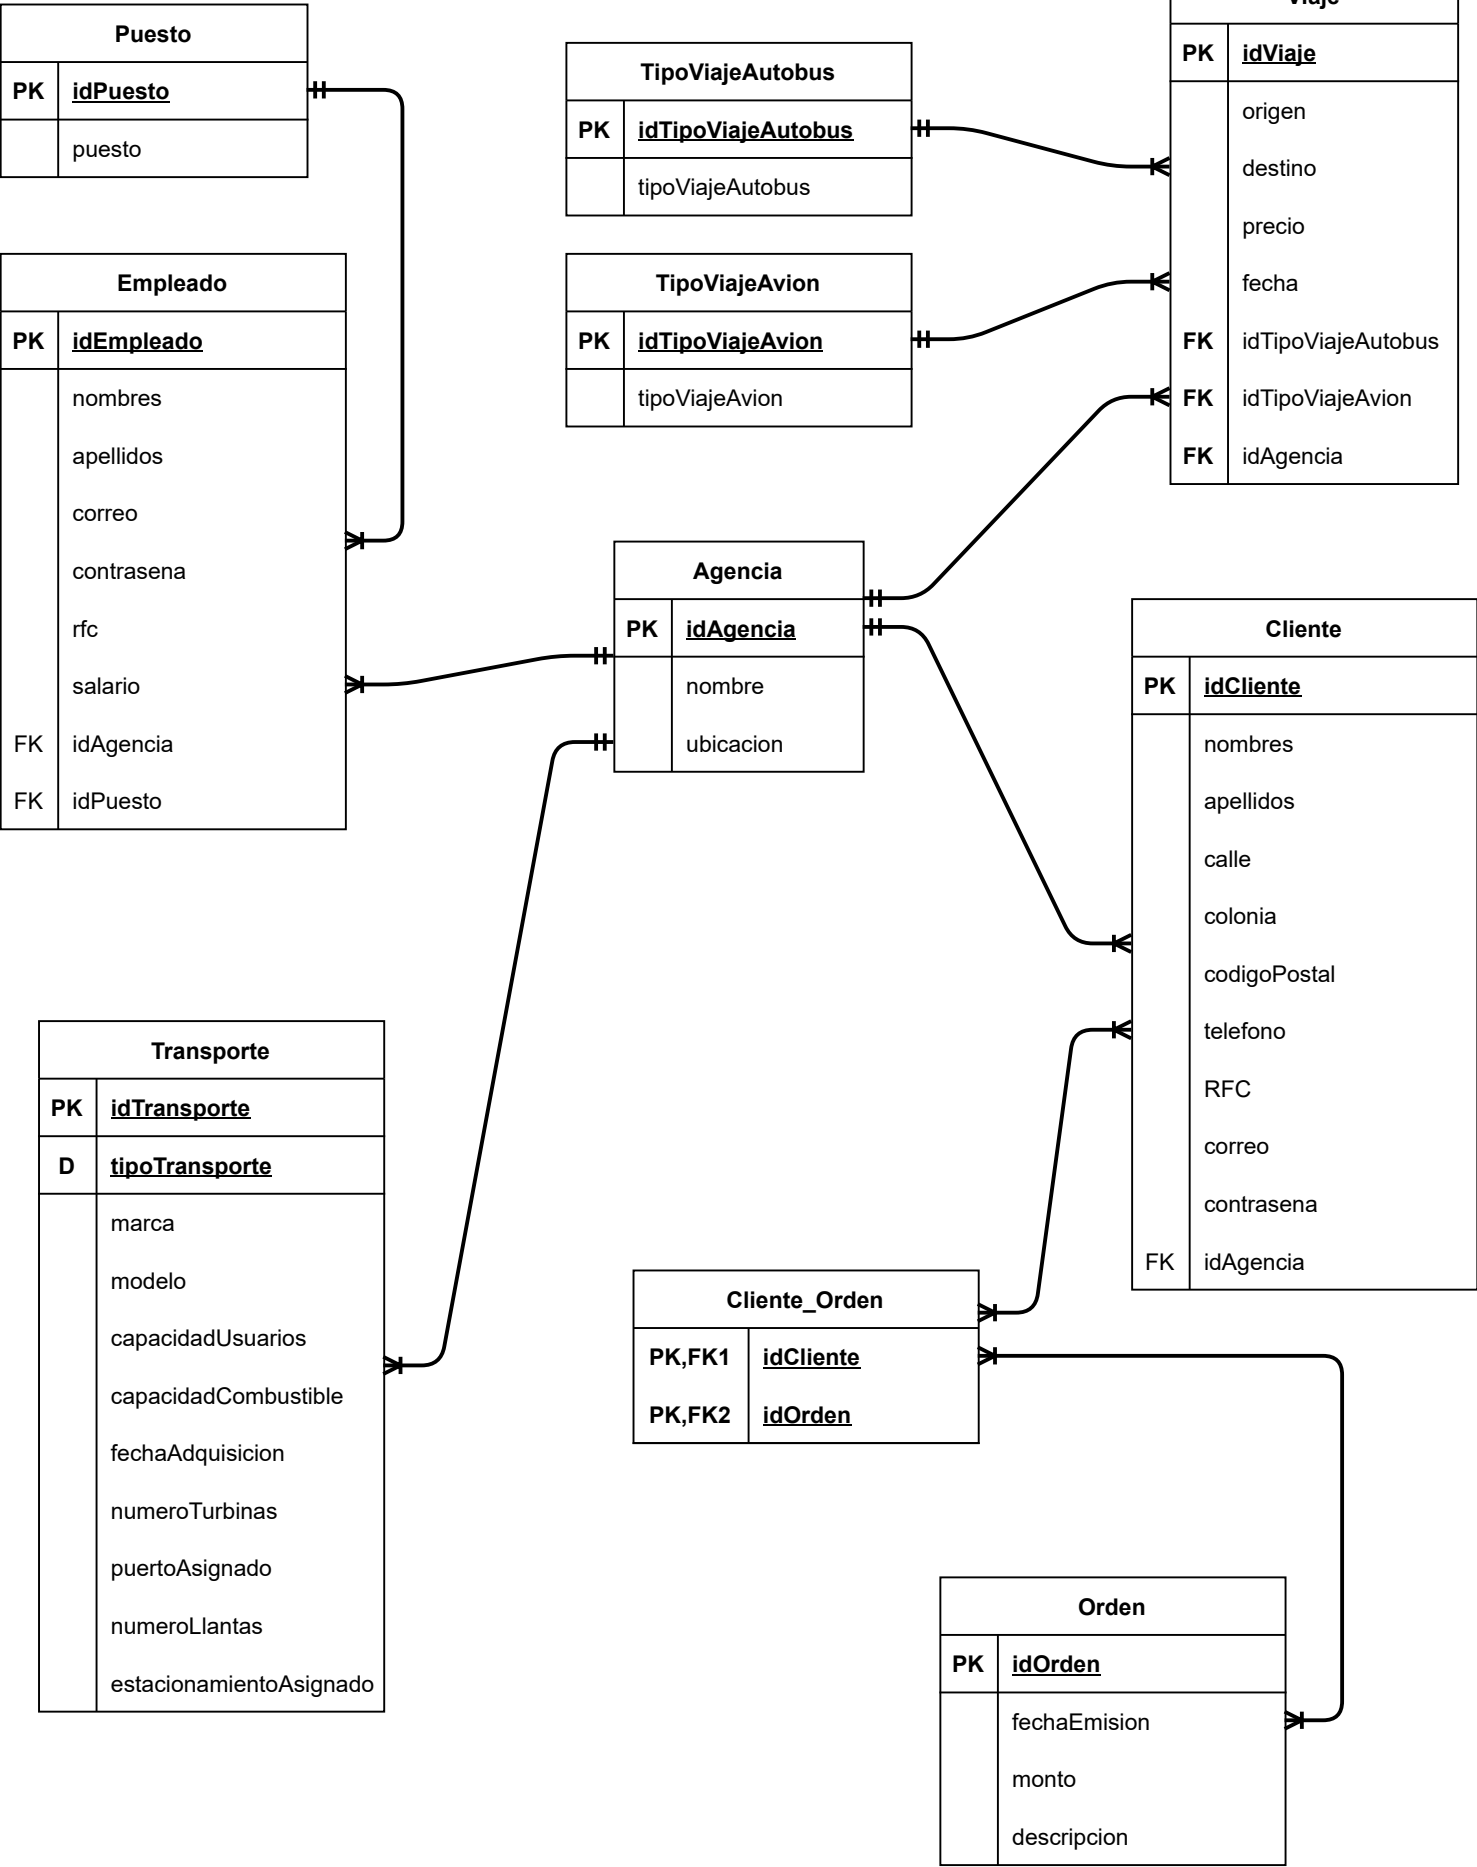 Puesto
PK idPuesto
puesto
Empleado
PK idEmpleado
nombres
apellidos
correo
contrasena
rfc
salario
FK idAgencia
FK idPuesto
TipoViajeAutobus
PK idTipoViajeAutobus
tipoViajeAutobus
TipoViajeAvion
PK idTipoViajeAvion
tipoViajeAvion
Viaje
PK idViaje
origen
destino
precio
fecha
FK idTipoViajeAutobus
FK idTipoViajeAvion
FK idAgencia
Agencia
PK idAgencia
nombre
ubicacion
Cliente
PK idCliente
nombres
apellidos
calle
colonia
codigoPostal
telefono
RFC
correo
contrasena
FK idAgencia
Transporte
PK idTransporte
D tipoTransporte
marca
modelo
capacidadUsuarios
capacidadCombustible
fechaAdquisicion
numeroTurbinas
puertoAsignado
numeroLlantas
estacionamientoAsignado
Cliente_Orden
PK,FK1 idCliente
PK,FK2 idOrden
Orden
PK idOrden
fechaEmision
monto
descripcion